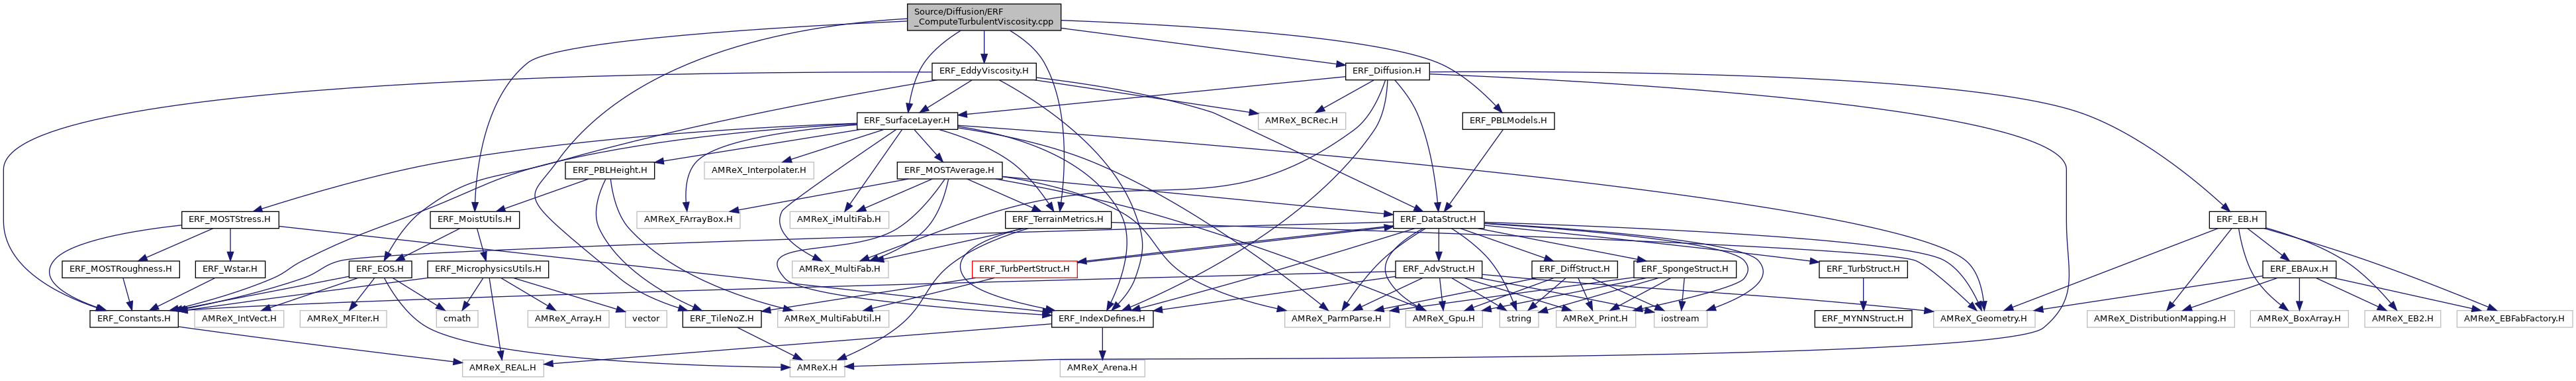 Source/Diffusion/ERF
_ComputeTurbulentViscosity.cpp
ERF_EddyViscosity.H
ERF_Diffusion.H
ERF_SurfaceLayer.H
AMReX_BCRec.H
ERF_PBLModels.H
ERF_PBLHeight.H
AMReX_Interpolater.H
ERF_MOSTAverage.H
ERF_MOSTStress.H
ERF_MoistUtils.H
AMReX_FArrayBox.H
AMReX_iMultiFab.H
ERF_TerrainMetrics.H
ERF_DataStruct.H
ERF_EB.H
ERF_MOSTRoughness.H
ERF_Wstar.H
ERF_EOS.H
ERF_MicrophysicsUtils.H
AMReX_MultiFab.H
ERF_TurbPertStruct.H
ERF_AdvStruct.H
ERF_DiffStruct.H
ERF_SpongeStruct.H
ERF_TurbStruct.H
ERF_EBAux.H
ERF_Constants.H
AMReX_IntVect.H
AMReX_MFIter.H
cmath
AMReX_Array.H
vector
ERF_TileNoZ.H
AMReX_MultiFabUtil.H
ERF_IndexDefines.H
AMReX_ParmParse.H
AMReX_Gpu.H
string
AMReX_Print.H
iostream
ERF_MYNNStruct.H
AMReX_Geometry.H
AMReX_DistributionMapping.H
AMReX_BoxArray.H
AMReX_EB2.H
AMReX_EBFabFactory.H
AMReX_REAL.H
AMReX.H
AMReX_Arena.H